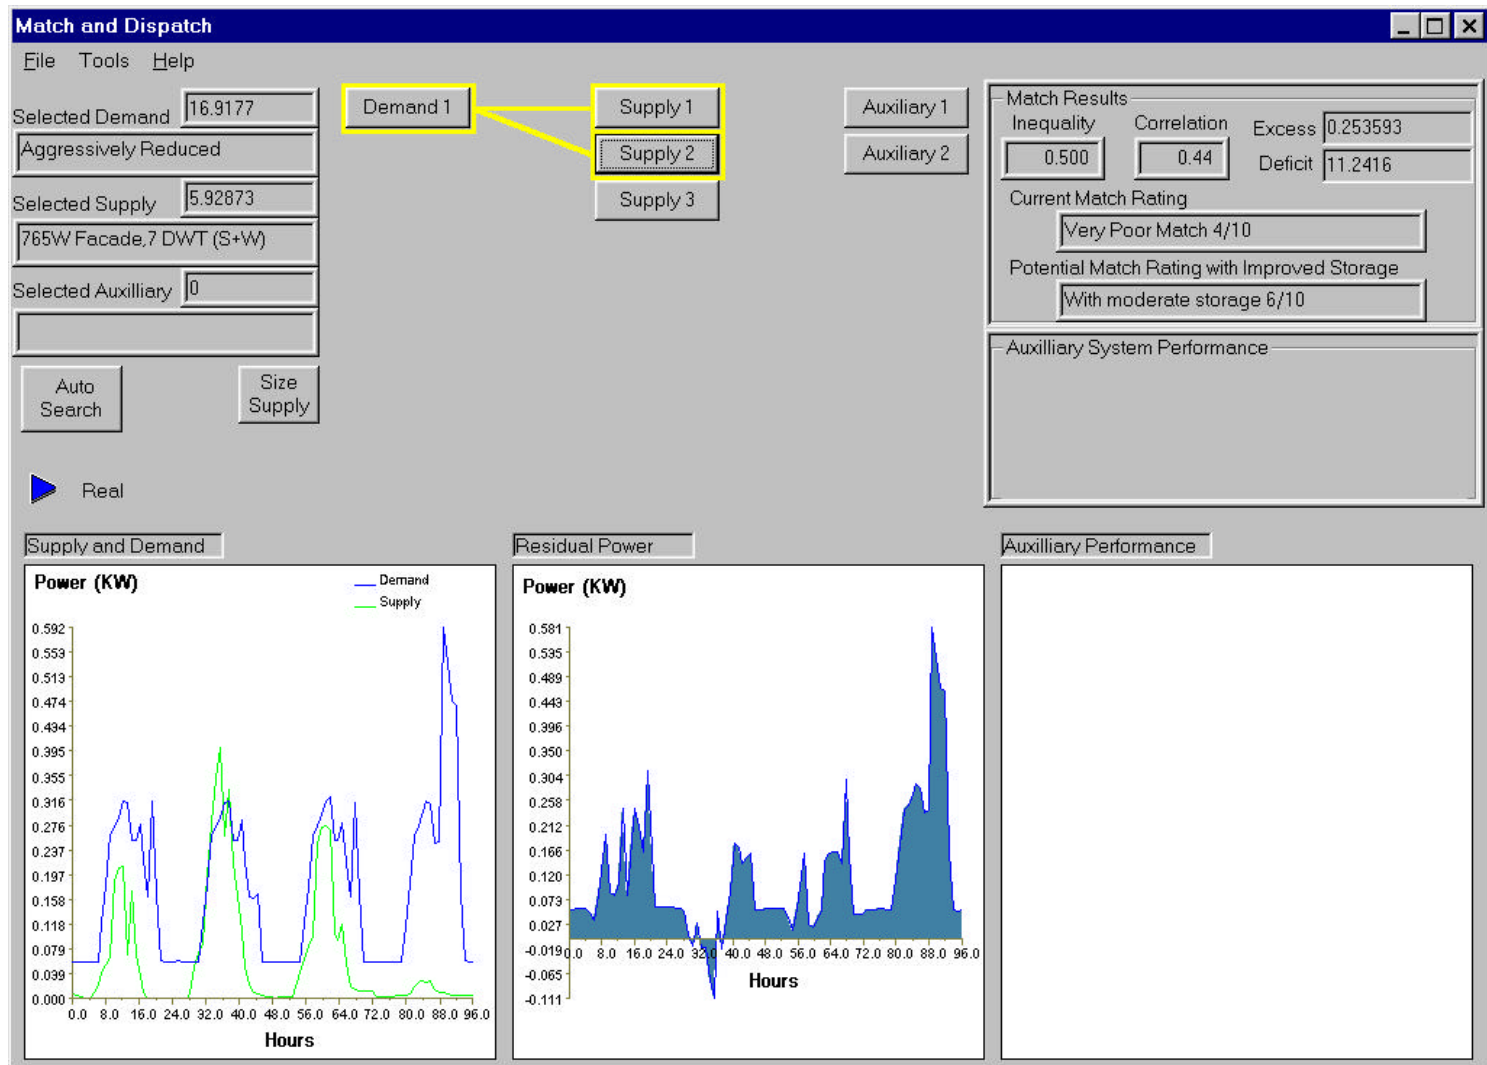 Match and Dispatch
File Tools Help
Selected Demand 16.9177
Aggressively Reduced
Selected Supply 5.92873
765W Facade,7 DWT (S+W)
Selected Auxilliary 0
Auto
Search
Size
Supply
Real
Demand 1
Supply 1
Supply 2
Supply 3
Auxiliary 1
Auxiliary 2
Match Results
Inequality Correlation
0.500 0.44
Excess 0.253593
Deficit 11.2416
Current Match Rating
Very Poor Match 4/10
Potential Match Rating with Improved Storage
With moderate storage 6/10
Auxilliary System Performance
Supply and Demand
Power (KW)
Demand
Supply
0.592
0.553
0.513
0.474
0.434
0.395
0.355
0.316
0.276
0.237
0.197
0.158
0.118
0.079
0.039
0.000
0.0 8.0 16.0 24.0 32.0 40.0 48.0 56.0 64.0 72.0 80.0 88.0 96.0
Hours
Residual Power
Power (KW)
0.581
0.535
0.489
0.443
0.396
0.350
0.304
0.258
0.212
0.166
0.120
0.073
0.027
-0.019
-0.065
-0.111
0.0 8.0 16.0 24.0 32.0 40.0 48.0 56.0 64.0 72.0 80.0 88.0 96.0
Hours
Auxilliary Performance